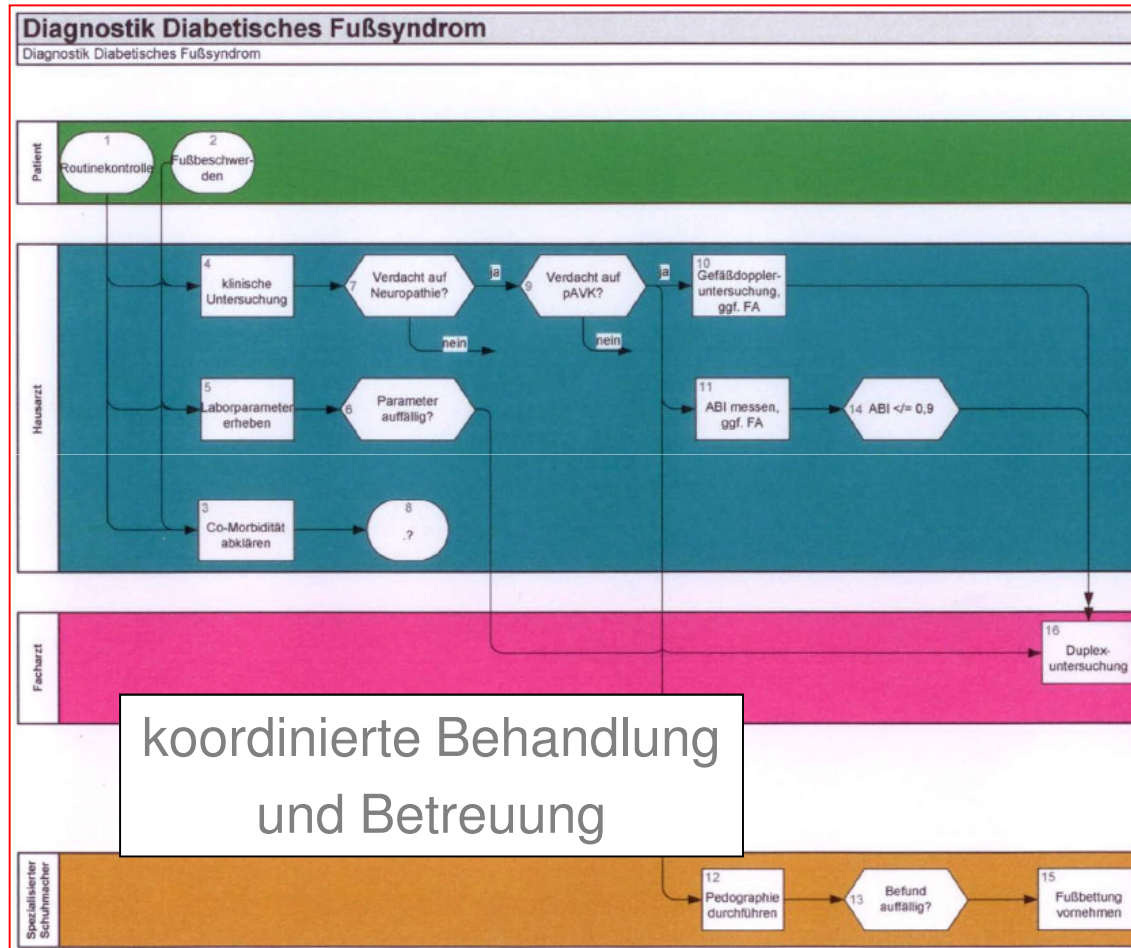 Diagnostik Diabetisches Fußsyndrom
Diagnostik Diabetisches Fußsyndrom
Patient
1
Routinekontrolle
2
Fußbeschwer-
den
Hausarzt
4
klinische
Untersuchung
7
Verdacht auf
Neuropathie?
ja
nein
9
Verdacht auf
pAVK?
ja
nein
10
Gefäßdoppler-
untersuchung,
ggf. FA
5
Laborparameter
erheben
6
Parameter
auffällig?
11
ABI messen,
ggf. FA
14 ABI </= 0,9
3
Co-Morbidität
abklären
8
.?
Facharzt
16
Duplex-
untersuchung
koordinierte Behandlung
und Betreuung
Spezialisierter
Schuhmacher
12
Pedographie
durchführen
13
Befund
auffällig?
15
Fußbettung
vornehmen